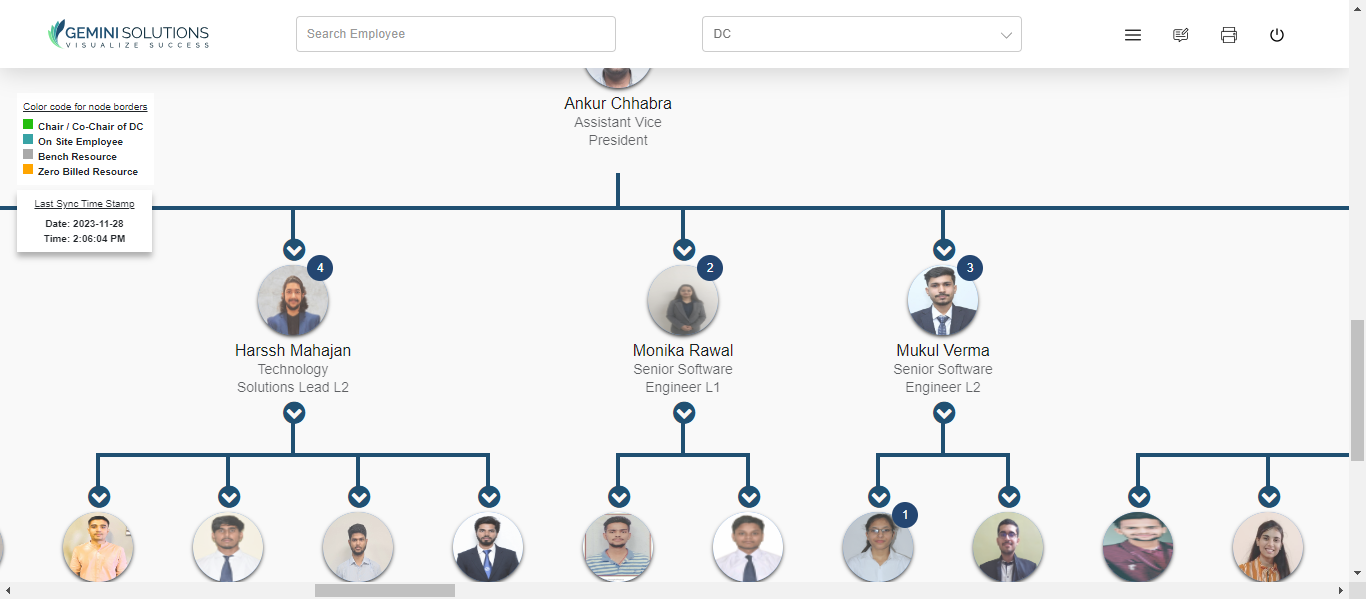 GEMINI SOLUTIONS
VISUALIZE SUCCESS
Search Employee
DC
Ankur Chhabra
Assistant Vice
President
Color code for node borders
Chair / Co-Chair of DC
On Site Employee
Bench Resource
Zero Billed Resource
Last Sync Time Stamp
Date: 2023-11-28
Time: 2:06:04 PM
4
2
3
Harssh Mahajan
Technology
Solutions Lead L2
Monika Rawal
Senior Software
Engineer L1
Mukul Verma
Senior Software
Engineer L2
1